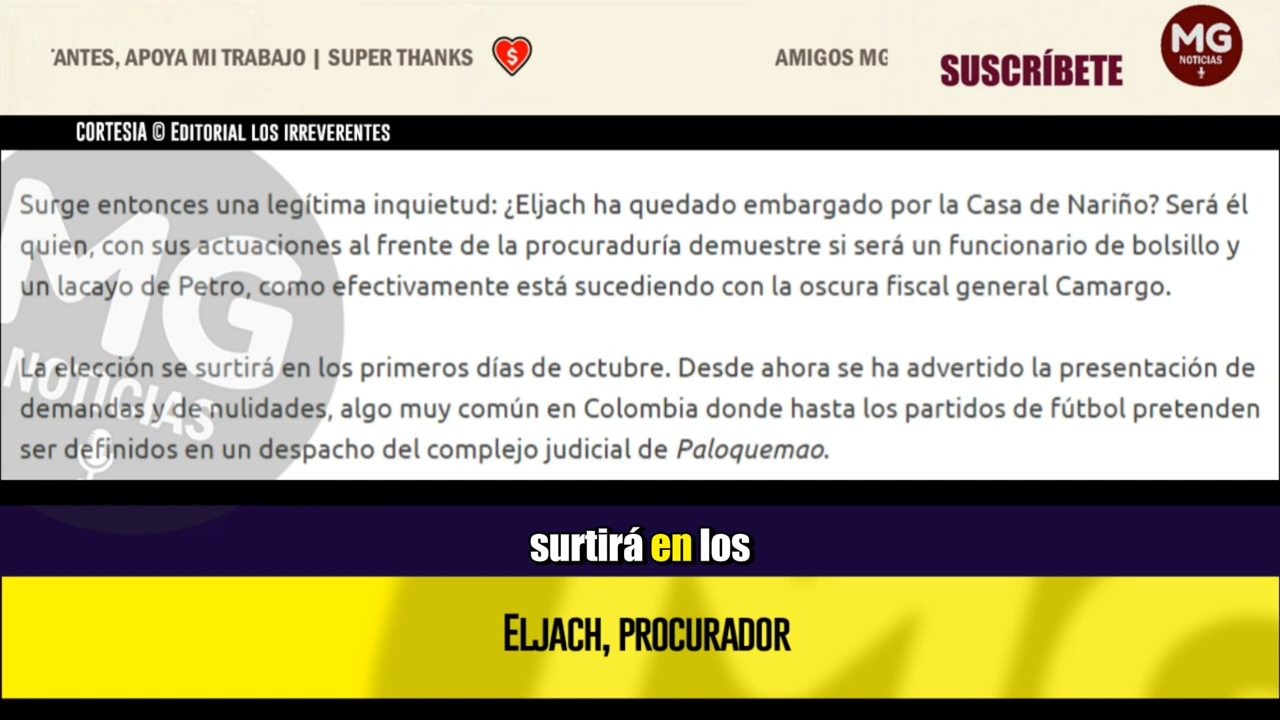 'ANTES, APOYA MI TRABAJO | SUPER THANKS
$
AMIGOS MG
SUSCRÍBETE
MG
NOTICIAS
CORTESIA © EDITORIAL LOS IRREVERENTES
Surge entonces una legítima inquietud: ¿Eljach ha quedado embargado por la Casa de Nariño? Será él
quien, con sus actuaciones al frente de la procuraduría demuestre si será un funcionario de bolsillo y
un lacayo de Petro, como efectivamente está sucediendo con la oscura fiscal general Camargo.
La elección se surtirá en los primeros días de octubre. Desde ahora se ha advertido la presentación de
demandas y de nulidades, algo muy común en Colombia donde hasta los partidos de fútbol pretenden
ser definidos en un despacho del complejo judicial de Paloquemao.
MG
NOTICIAS
surtirá en los
ELJACH, PROCURADOR